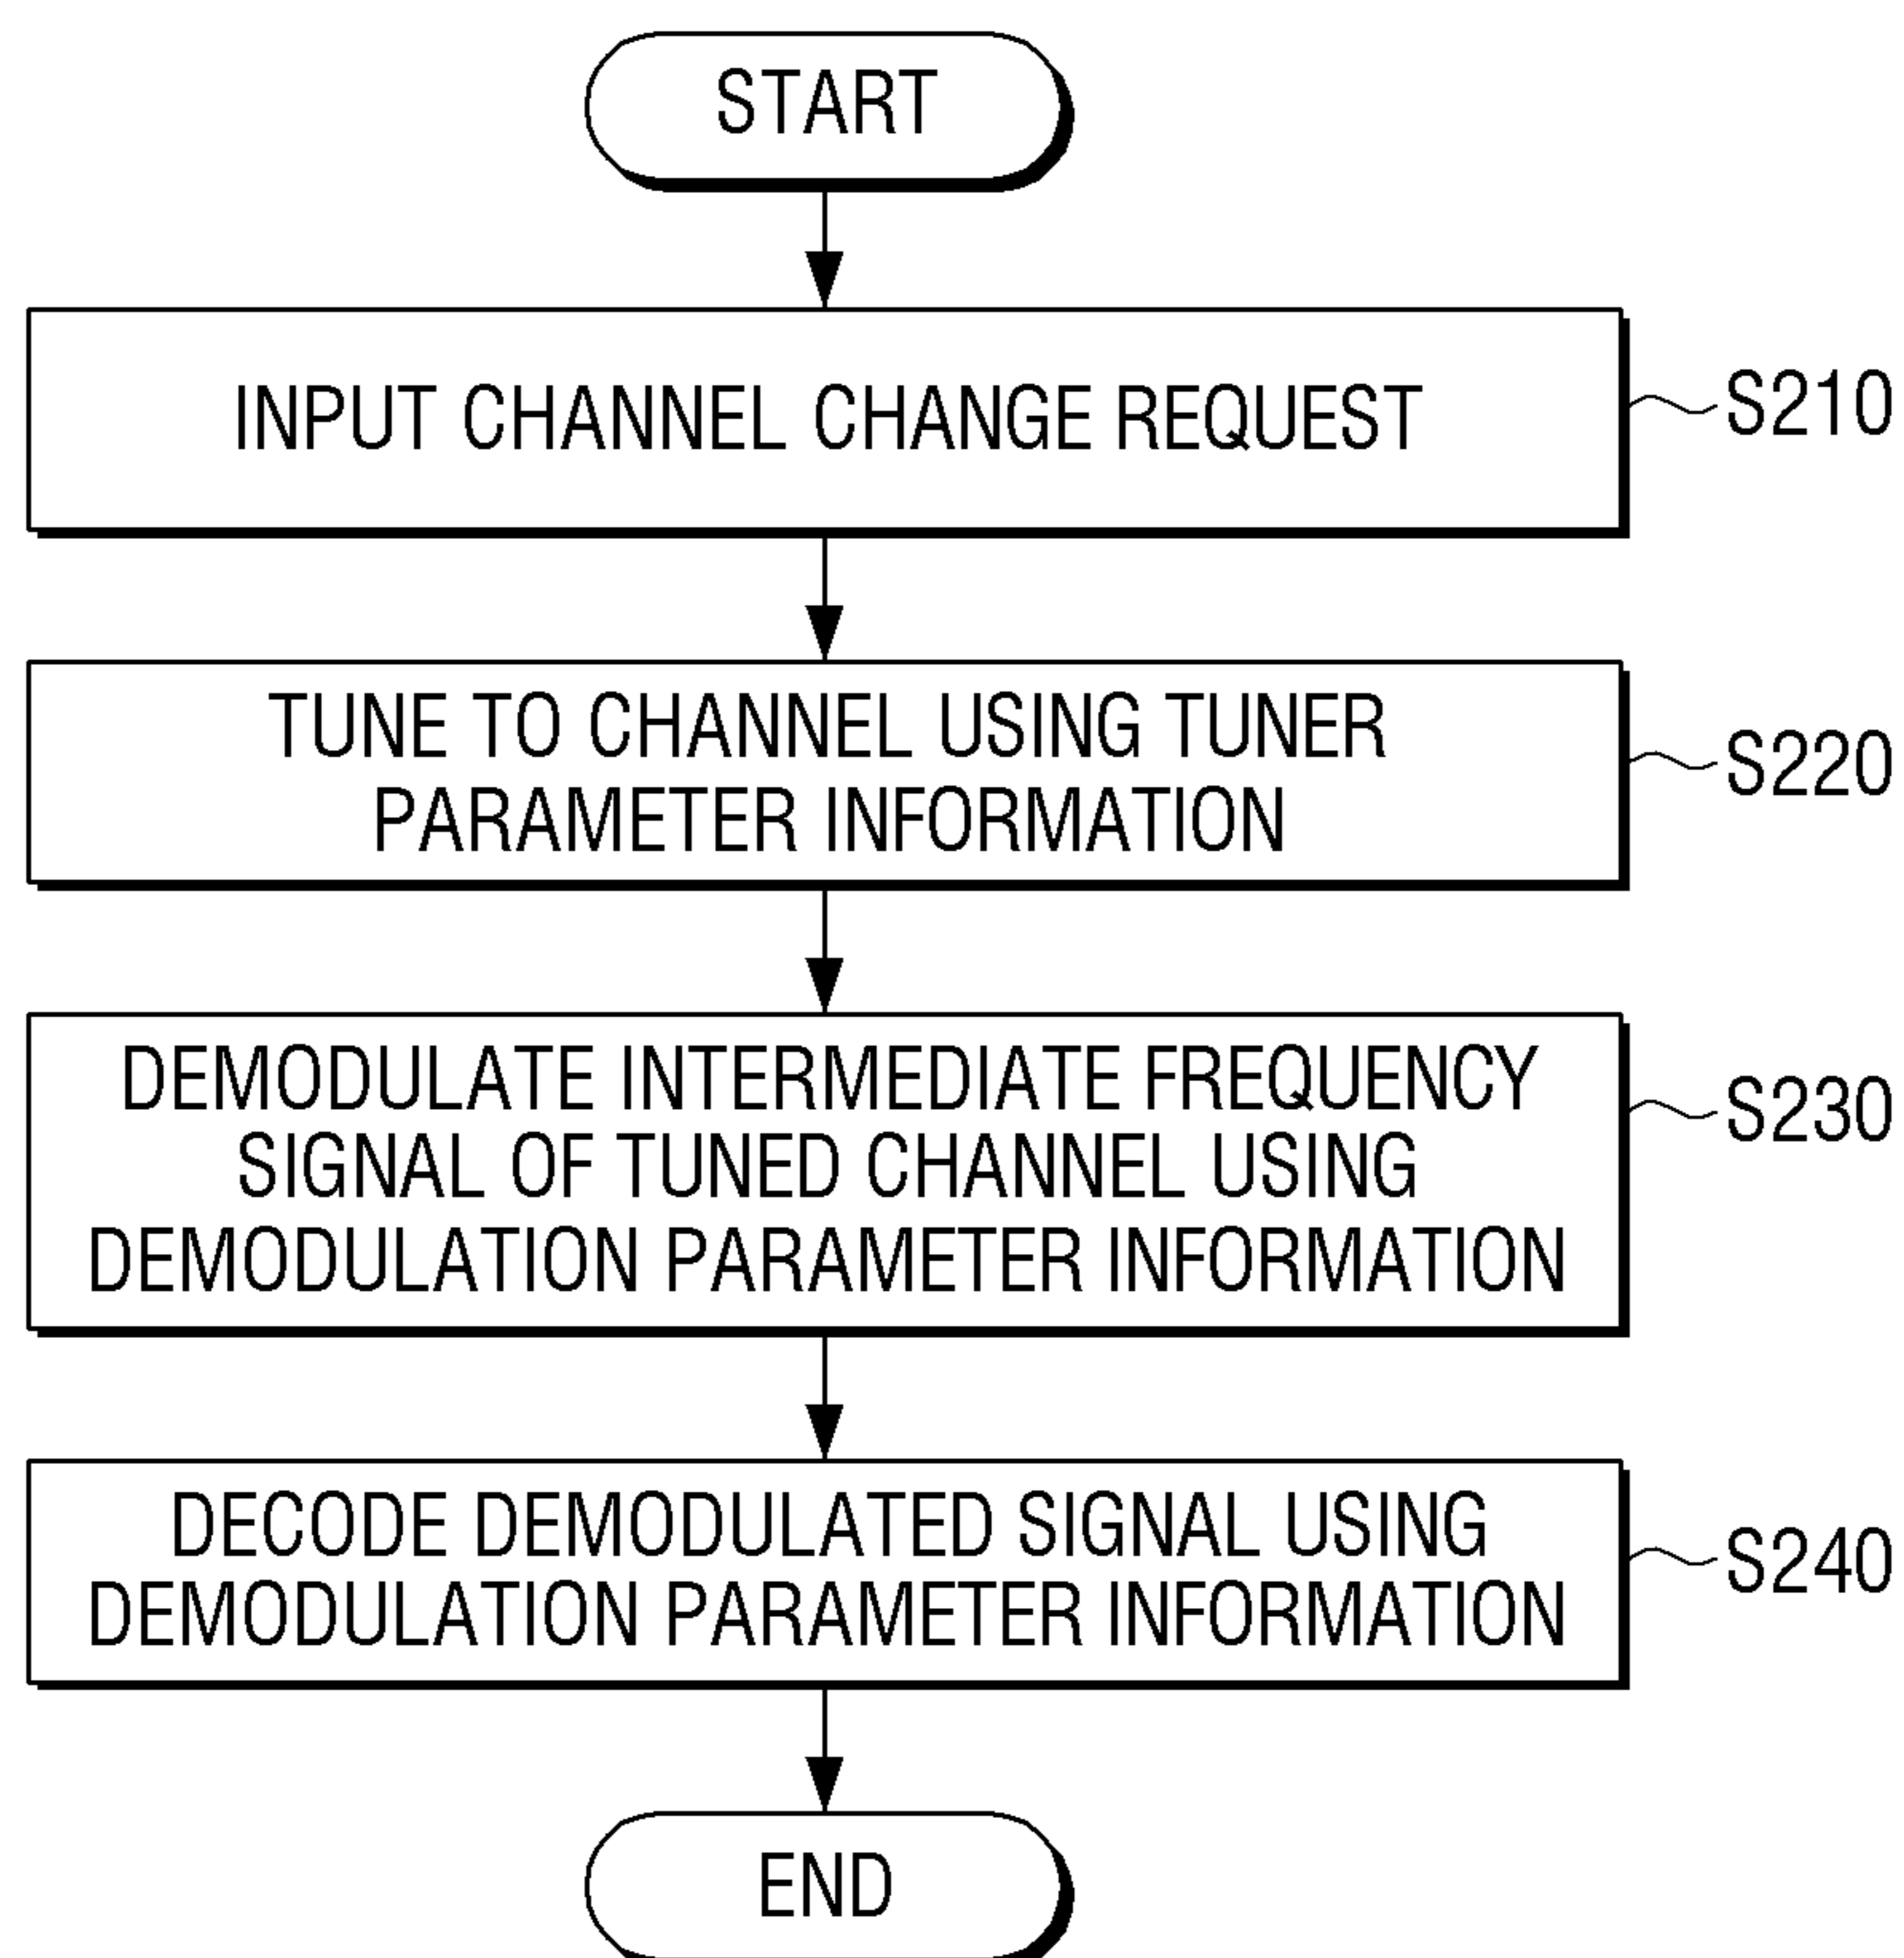 START
INPUT CHANNEL CHANGE REQUEST
S210
TUNE TO CHANNEL USING TUNER
PARAMETER INFORMATION
S220
DEMODULATE INTERMEDIATE FREQUENCY
SIGNAL OF TUNED CHANNEL USING
DEMODULATION PARAMETER INFORMATION
S230
DECODE DEMODULATED SIGNAL USING
DEMODULATION PARAMETER INFORMATION
S240
END